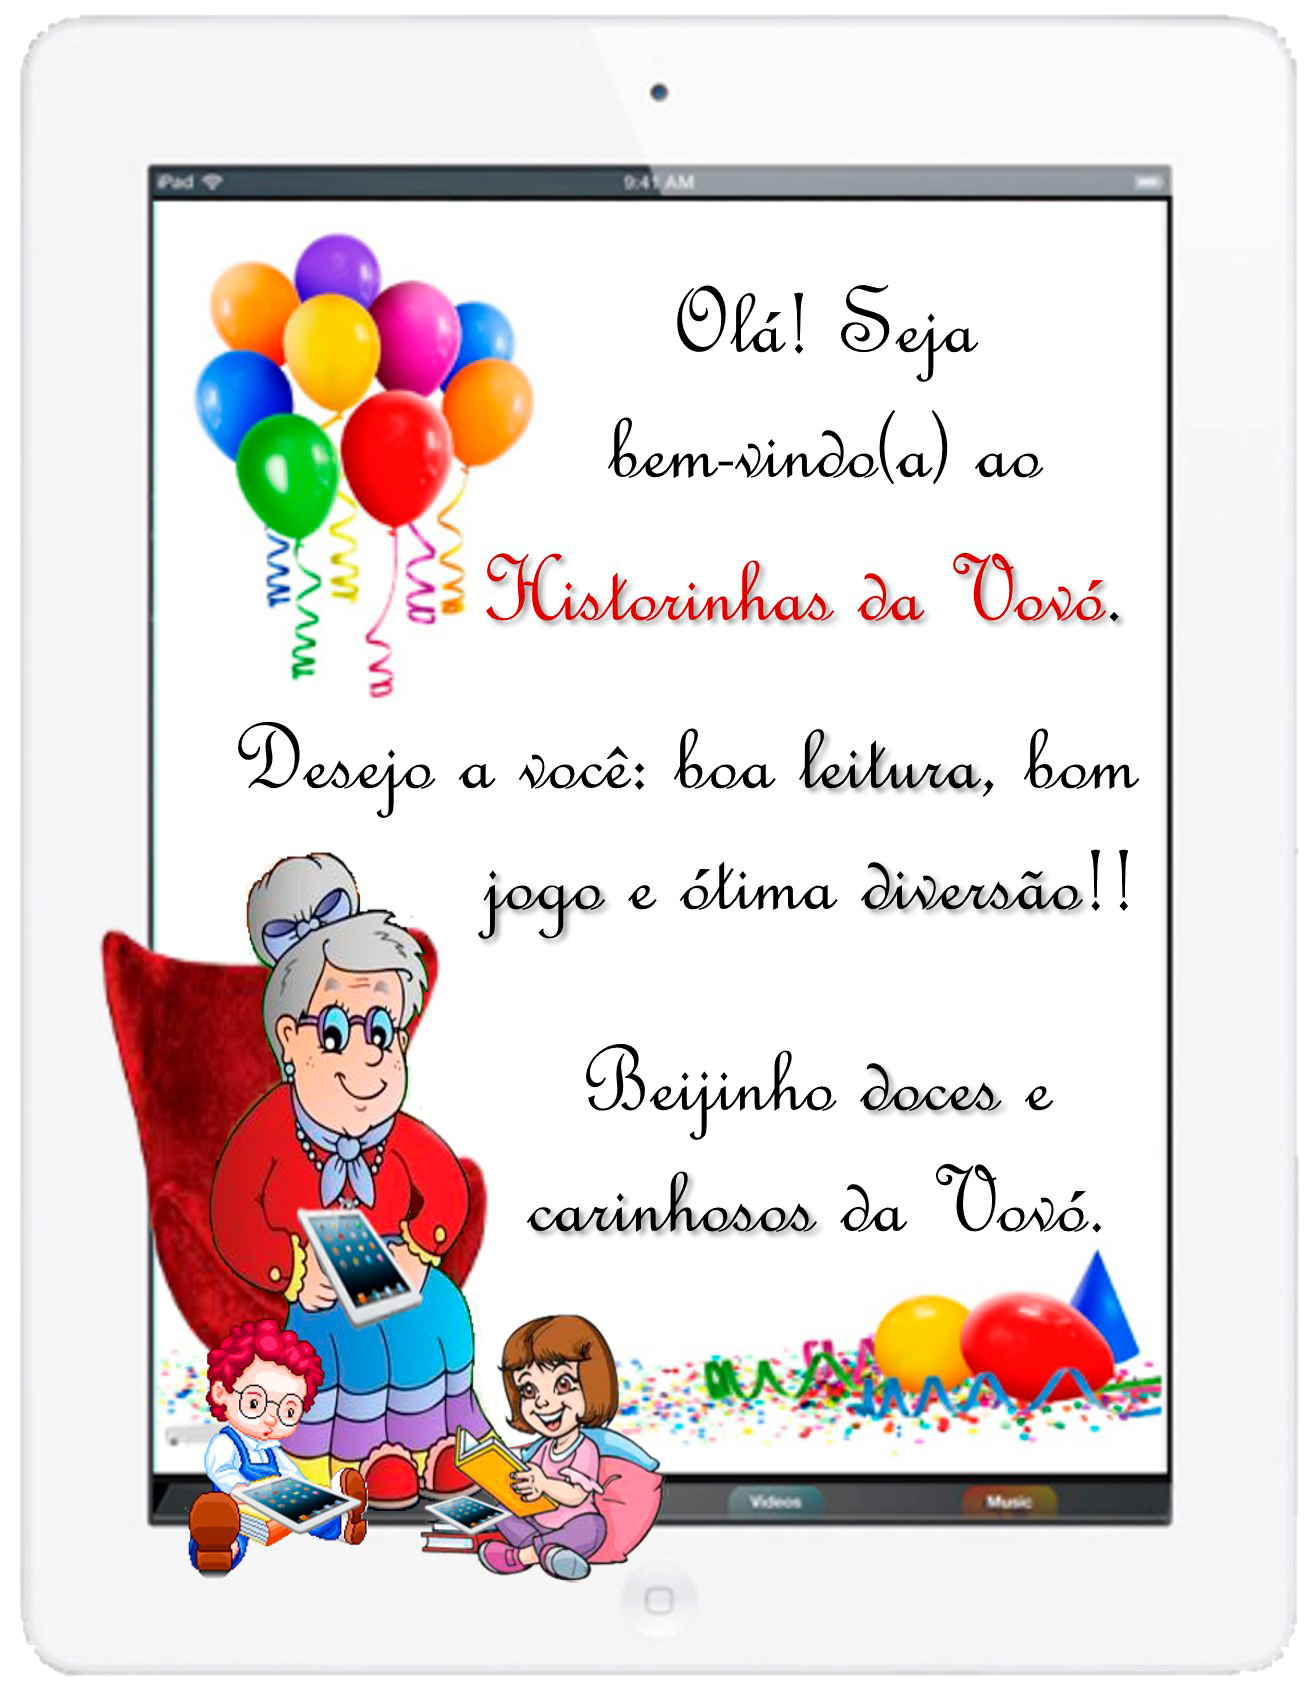 iPad
9:41 AM
Olá! Seja
bem-vindo(a) ao
Historinhas da Vovó.
Desejo a você: boa leitura, bom
jogo e ótima diversão!!
Beijinho doces e
carinhosos da Vovó.
Videos
Music